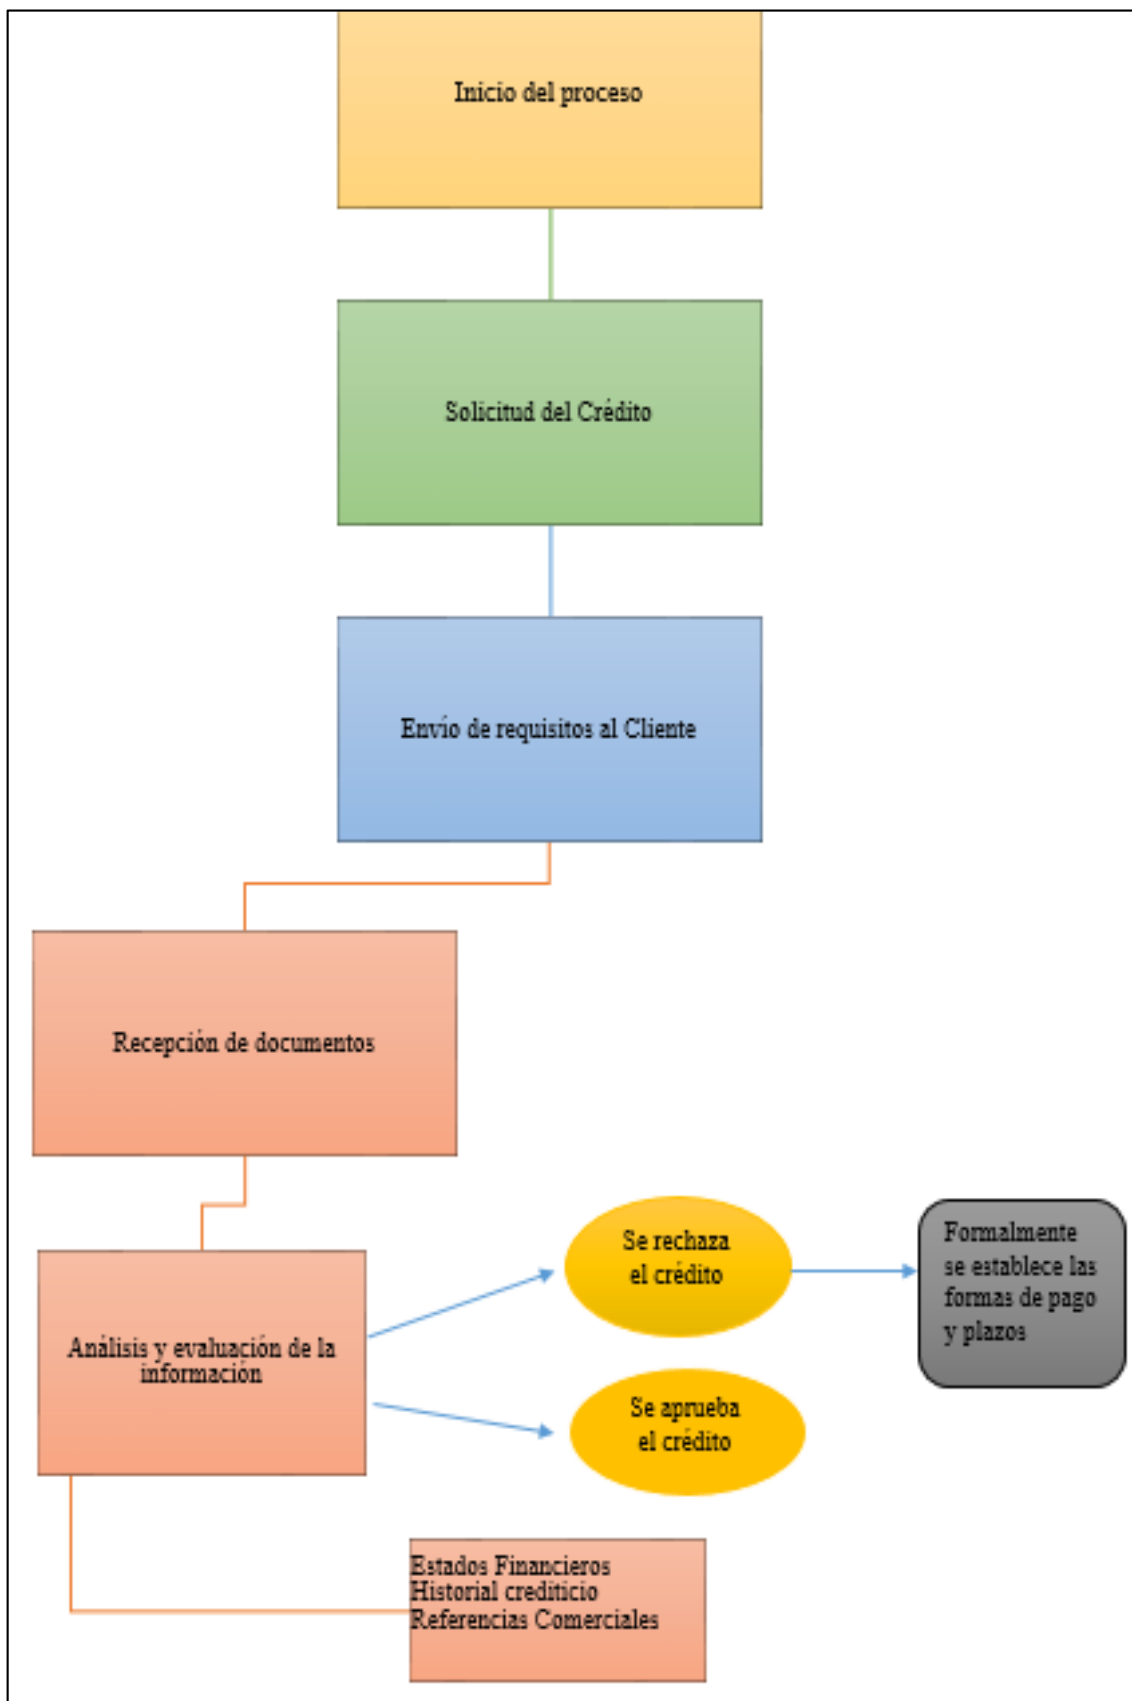 Inicio del proceso
Solicitud del Crédito
Envío de requisitos al Cliente
Recepción de documentos
Análisis y evaluación de la
información
Se rechaza
el crédito
Formalmente
se establece las
formas de pago
y plazos
Se aprueba
el crédito
Estados Financieros
Historial crediticio
Referencias Comerciales